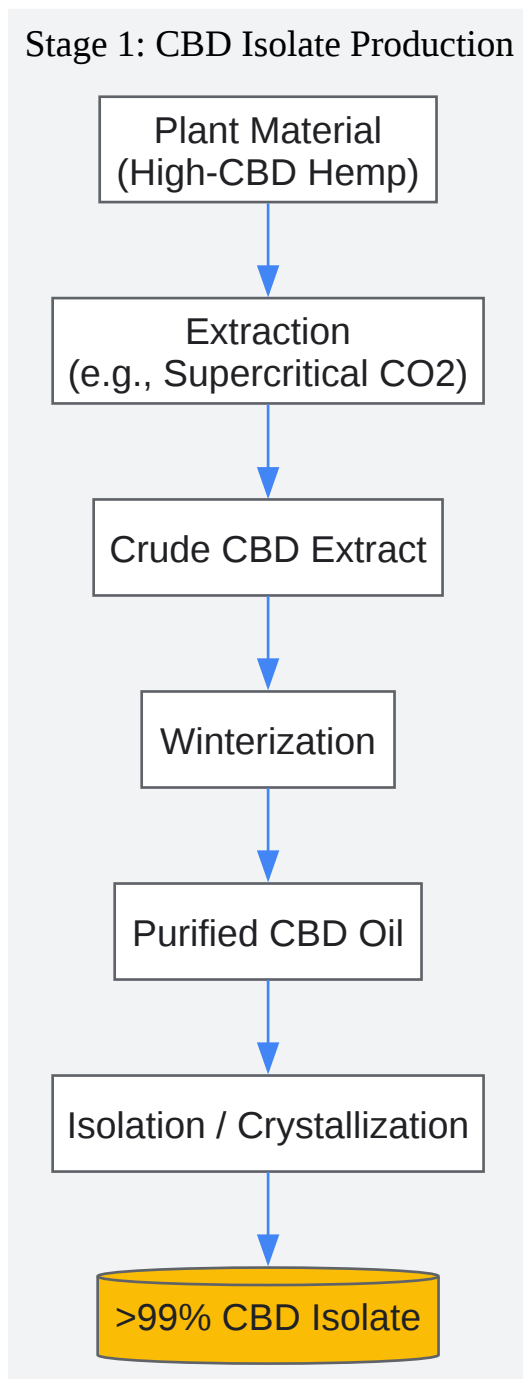 Stage 1: CBD Isolate Production
Plant Material
(High-CBD Hemp)
Extraction
(e.g., Supercritical CO2)
Crude CBD Extract
Winterization
Purified CBD Oil
Isolation / Crystallization
>99% CBD Isolate